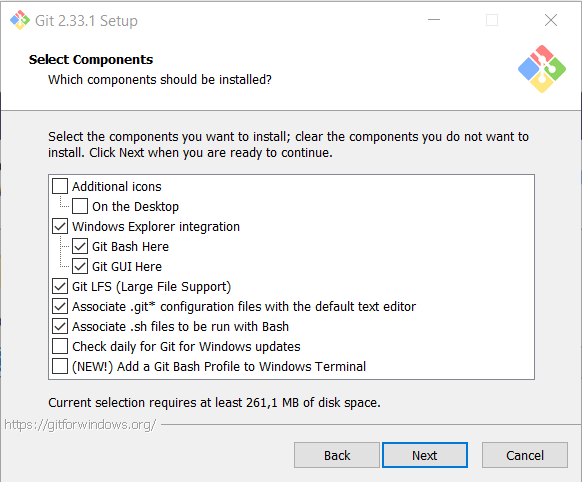 Git 2.33.1 Setup
Select Components
Which components should be installed?
Select the components you want to install; clear the components you do not want to
install. Click Next when you are ready to continue.
Additional icons
On the Desktop
Windows Explorer integration
Git Bash Here
Git GUI Here
Git LFS (Large File Support)
Associate .git* configuration files with the default text editor
Associate .sh files to be run with Bash
Check daily for Git for Windows updates
(NEW!) Add a Git Bash Profile to Windows Terminal
Current selection requires at least 261,1 MB of disk space.
https://gitforwindows.org/
Back Next Cancel